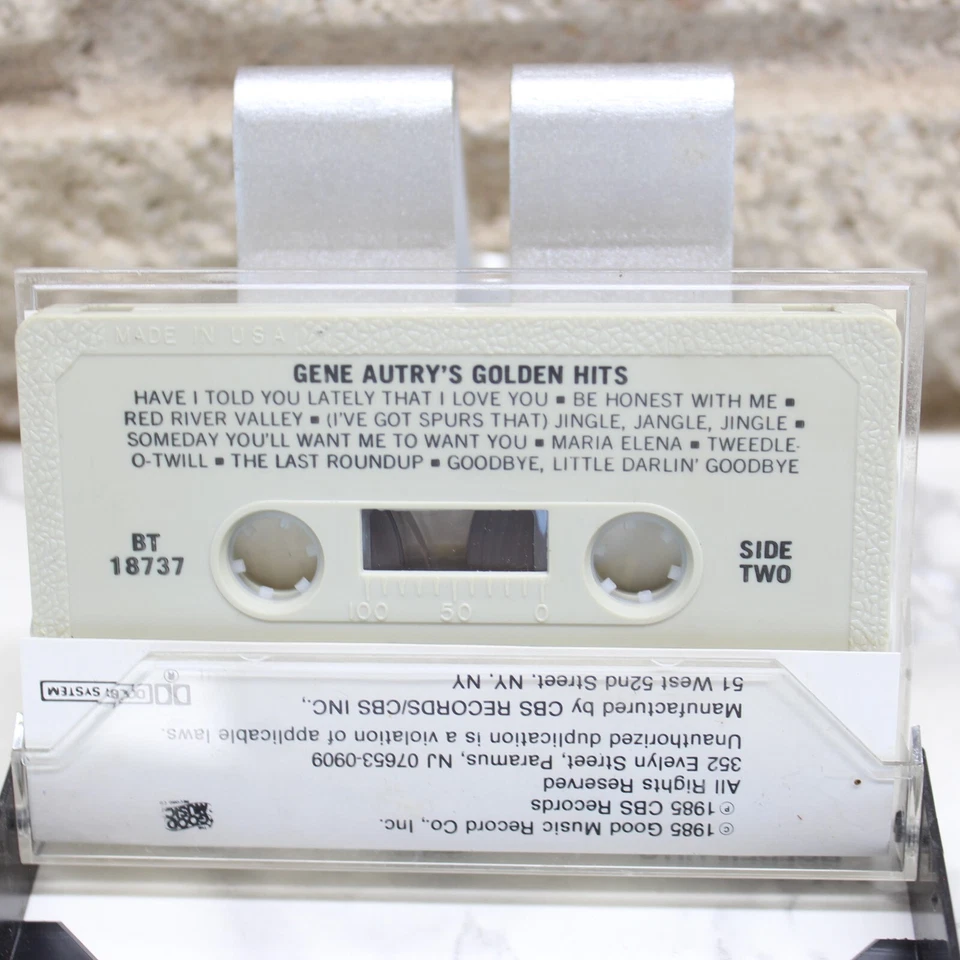 MADE IN U S A
GENE AUTRY'S GOLDEN HITS
HAVE I TOLD YOU LATELY THAT I LOVE YOU ▪ BE HONEST WITH ME ▪
RED RIVER VALLEY ▪ (I'VE GOT SPURS THAT) JINGLE, JANGLE, JINGLE ▪
SOMEDAY YOU'LL WANT ME TO WANT YOU ▪ MARIA ELENA ▪ TWEEDLE-
O-TWILL ▪ THE LAST ROUNDUP ▪ GOODBYE, LITTLE DARLIN' GOODBYE
BT
18737
SIDE
TWO
100 50 0
© 1985 Good Music Record Co., Inc.
℗ 1985 CBS Records
All Rights Reserved
352 Evelyn Street, Paramus, NJ 07653-0909
Unauthorized duplication is a violation of applicable laws.
Manufactured by CBS RECORDS/CBS INC.,
51 West 52nd Street, NY, NY
GOOD
MUSIC
SYSTEM
®